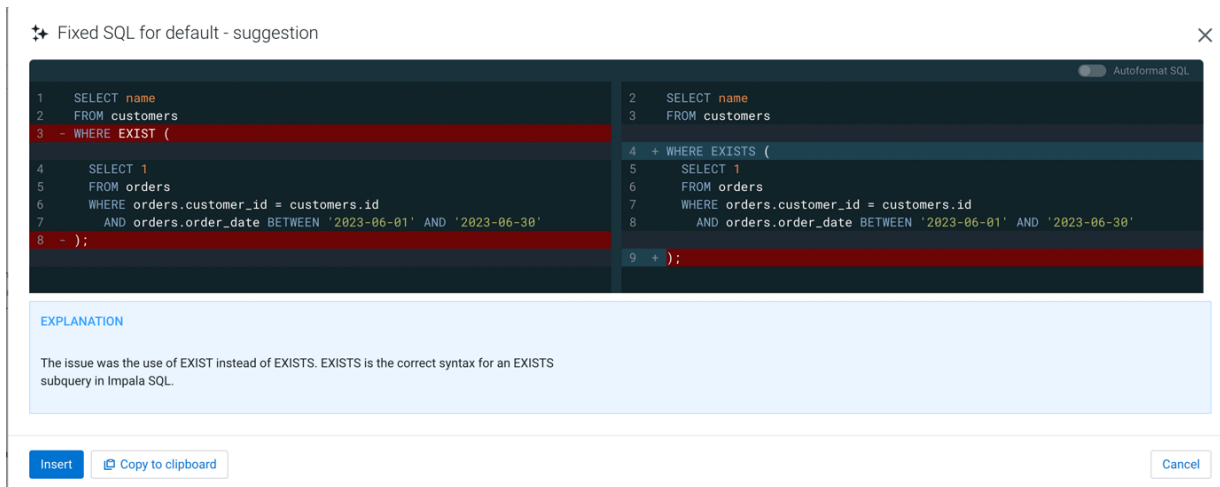 Fixed SQL for default - suggestion
Autoformat SQL
1 SELECT name
2 FROM customers
3 - WHERE EXIST (
4 SELECT 1
5 FROM orders
6 WHERE orders.customer_id = customers.id
7 AND orders.order_date BETWEEN '2023-06-01' AND '2023-06-30'
8 - );
2 SELECT name
3 FROM customers
4 + WHERE EXISTS (
5 SELECT 1
6 FROM orders
7 WHERE orders.customer_id = customers.id
8 AND orders.order_date BETWEEN '2023-06-01' AND '2023-06-30'
9 + );
EXPLANATION
The issue was the use of EXIST instead of EXISTS. EXISTS is the correct syntax for an EXISTS
subquery in Impala SQL.
Insert
Copy to clipboard
Cancel